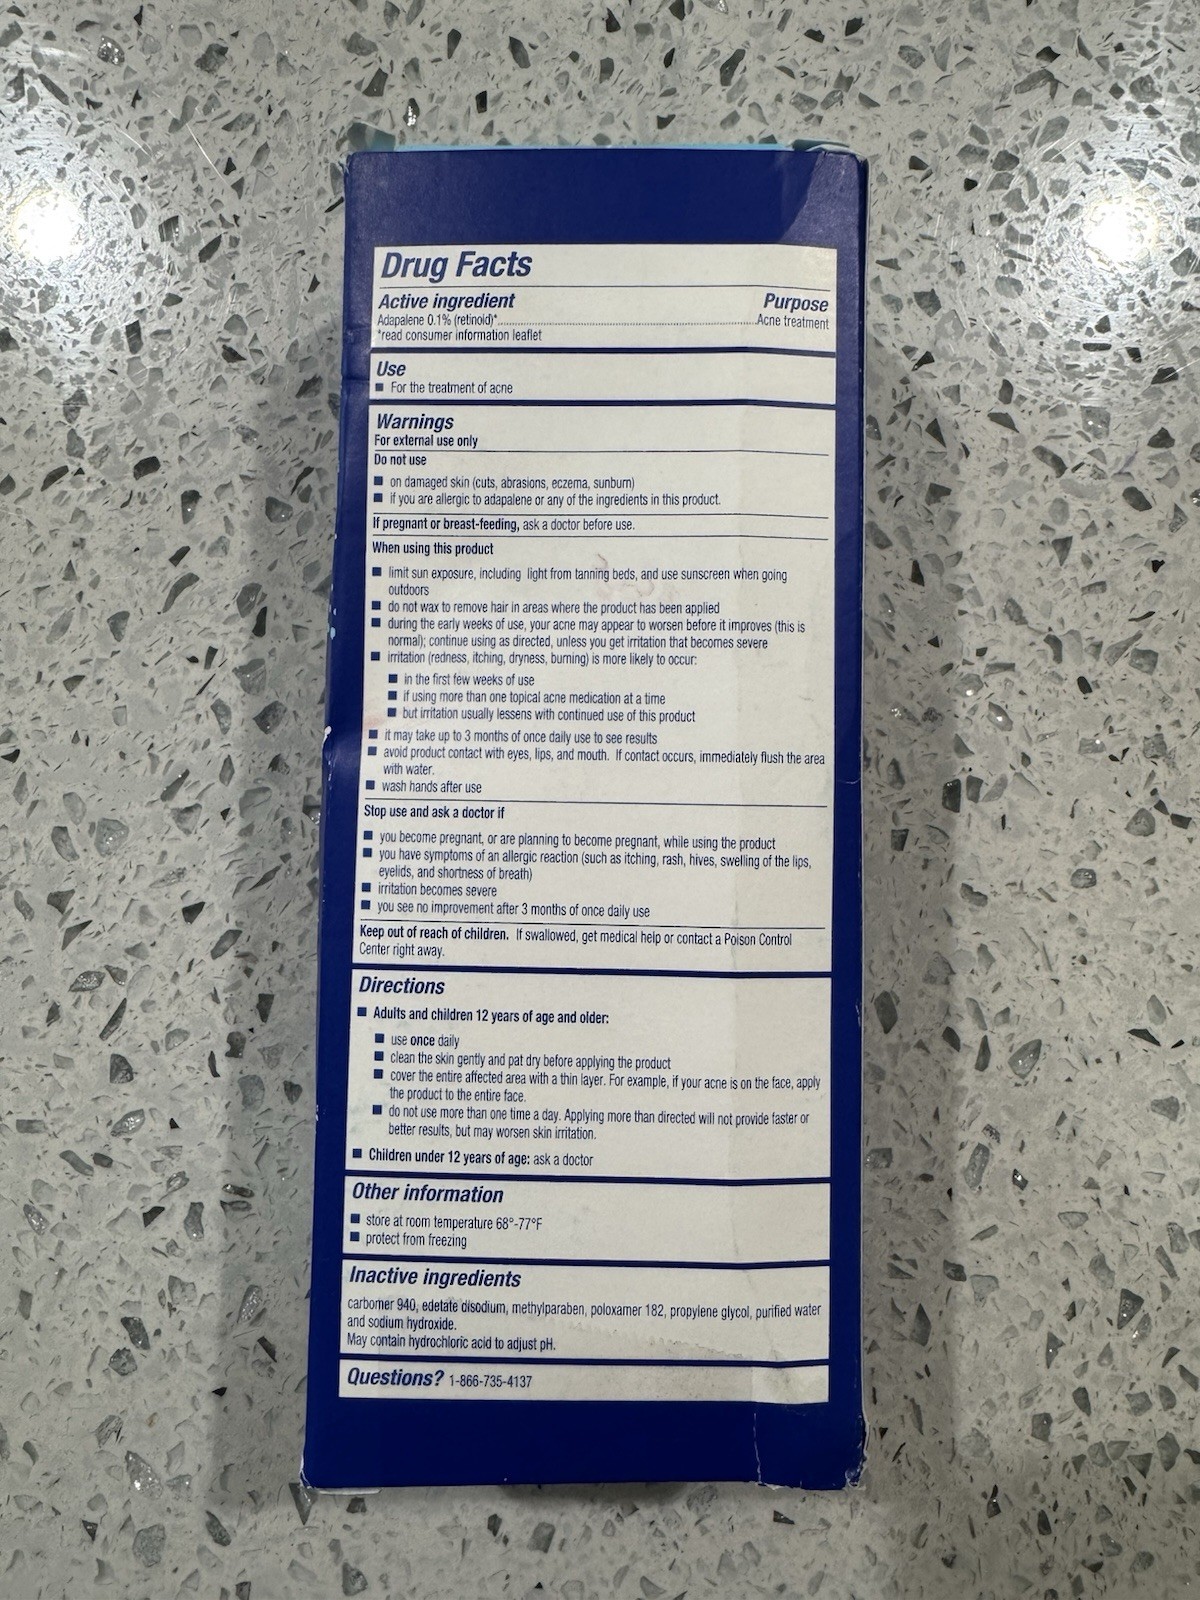 Drug Facts
Active ingredient Purpose
Adapalene 0.1% (retinoid)*............Acne treatment
*read consumer information leaflet
Use
■ For the treatment of acne
Warnings
For external use only
Do not use
■ on damaged skin (cuts, abrasions, eczema, sunburn)
■ if you are allergic to adapalene or any of the ingredients in this product.
If pregnant or breast-feeding, ask a doctor before use.
When using this product
■ limit sun exposure, including light from tanning beds, and use sunscreen when going
outdoors
■ do not wax to remove hair in areas where the product has been applied
■ during the early weeks of use, your acne may appear to worsen before it improves (this is
normal); continue using as directed, unless you get irritation that becomes severe
■ irritation (redness, itching, dryness, burning) is more likely to occur:
■ in the first few weeks of use
■ if using more than one topical acne medication at a time
■ but irritation usually lessens with continued use of this product
■ it may take up to 3 months of once daily use to see results
■ avoid product contact with eyes, lips, and mouth. If contact occurs, immediately flush the area
with water.
■ wash hands after use
Stop use and ask a doctor if
■ you become pregnant, or are planning to become pregnant, while using the product
■ you have symptoms of an allergic reaction (such as itching, rash, hives, swelling of the lips,
eyelids, and shortness of breath)
■ irritation becomes severe
■ you see no improvement after 3 months of once daily use
Keep out of reach of children. If swallowed, get medical help or contact a Poison Control
Center right away.
Directions
■ Adults and children 12 years of age and older:
■ use once daily
■ clean the skin gently and pat dry before applying the product
■ cover the entire affected area with a thin layer. For example, if your acne is on the face, apply
the product to the entire face.
■ do not use more than one time a day. Applying more than directed will not provide faster or
better results, but may worsen skin irritation.
■ Children under 12 years of age: ask a doctor
Other information
■ store at room temperature 68°-77°F
■ protect from freezing
Inactive ingredients
carbomer 940, edetate disodium, methylparaben, poloxamer 182, propylene glycol, purified water
and sodium hydroxide.
May contain hydrochloric acid to adjust pH.
Questions? 1-866-735-4137